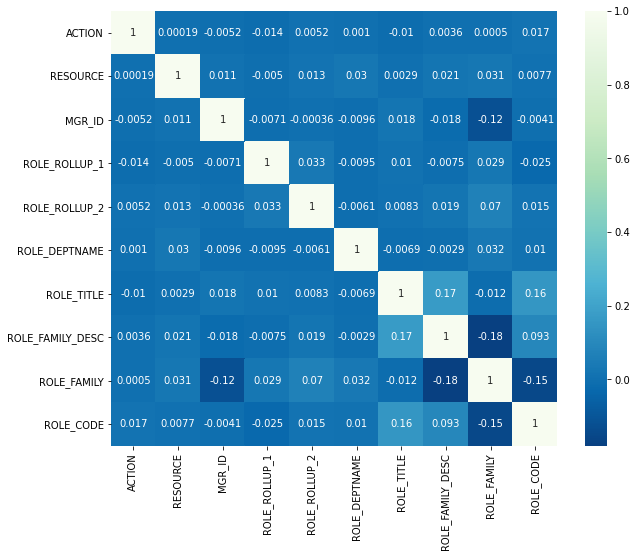 ACTION 1 0.00019 -0.0052 -0.014 0.0052 0.001 -0.01 0.0036 0.0005 0.017
RESOURCE 0.00019 1 0.011 -0.005 0.013 0.03 0.0029 0.021 0.031 0.0077
MGR_ID -0.0052 0.011 1 -0.0071 -0.00036 -0.0096 0.018 -0.018 -0.12 -0.0041
ROLE_ROLLUP_1 -0.014 -0.005 -0.0071 1 0.033 -0.0095 0.01 -0.0075 0.029 -0.025
ROLE_ROLLUP_2 0.0052 0.013 -0.00036 0.033 1 -0.0061 0.0083 0.019 0.07 0.015
ROLE_DEPTNAME 0.001 0.03 -0.0096 -0.0095 -0.0061 1 -0.0069 -0.0029 0.032 0.01
ROLE_TITLE -0.01 0.0029 0.018 0.01 0.0083 -0.0069 1 0.17 -0.012 0.16
ROLE_FAMILY_DESC 0.0036 0.021 -0.018 -0.0075 0.019 -0.0029 0.17 1 -0.18 0.093
ROLE_FAMILY 0.0005 0.031 -0.12 0.029 0.07 0.032 -0.012 -0.18 1 -0.15
ROLE_CODE 0.017 0.0077 -0.0041 -0.025 0.015 0.01 0.16 0.093 -0.15 1
ACTION
RESOURCE
MGR_ID
ROLE_ROLLUP_1
ROLE_ROLLUP_2
ROLE_DEPTNAME
ROLE_TITLE
ROLE_FAMILY_DESC
ROLE_FAMILY
ROLE_CODE
1.0
0.8
0.6
0.4
0.2
0.0